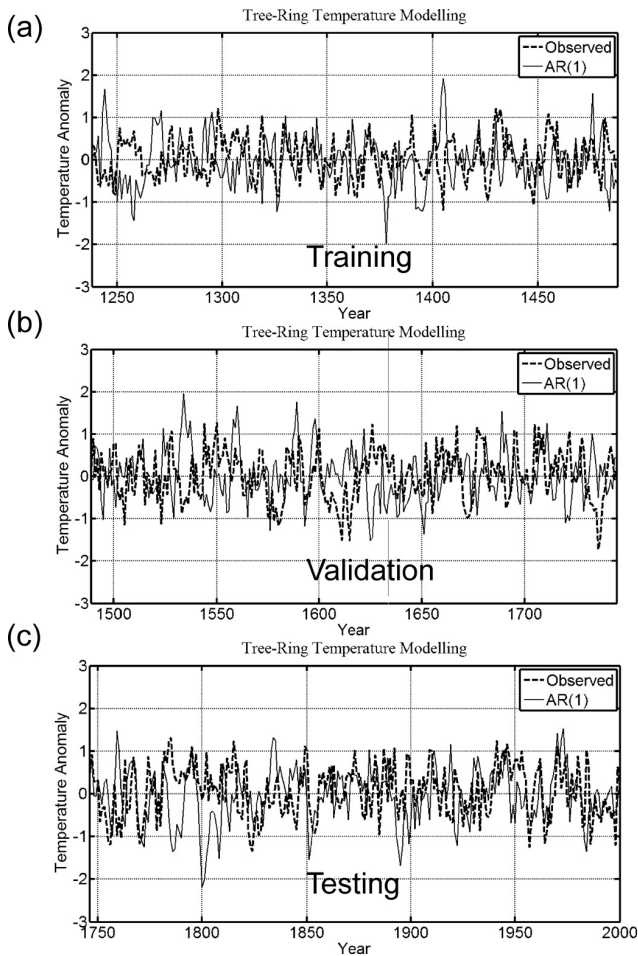 (a)
Tree-Ring Temperature Modelling
3
2
1
0
-1
-2
-3
Temperature Anomaly
Observed
AR(1)
Training
1250 1300 1350 1400 1450
Year
(b)
Tree-Ring Temperature Modelling
3
2
1
0
-1
-2
-3
Temperature Anomaly
Observed
AR(1)
Validation
1500 1550 1600 1650 1700
Year
(c)
Tree-Ring Temperature Modelling
3
2
1
0
-1
-2
-3
Temperature Anomaly
Observed
AR(1)
Testing
1750 1800 1850 1900 1950 2000
Year